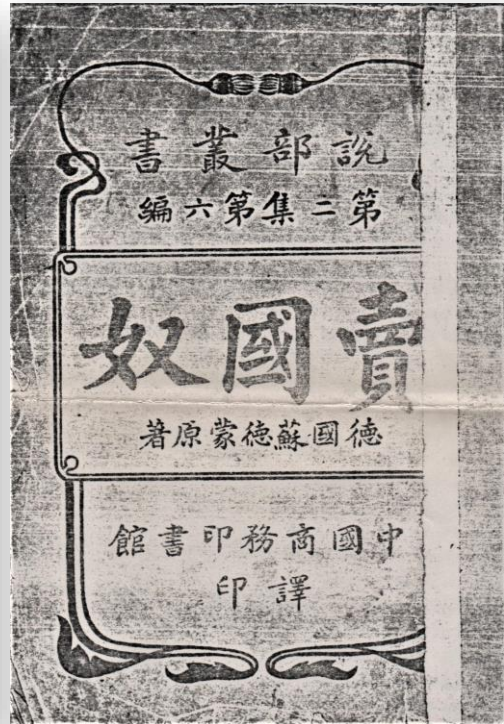 說部叢書
第二集第六編
賣國奴
德國蘇德蒙原著
中國商務印書館
譯印